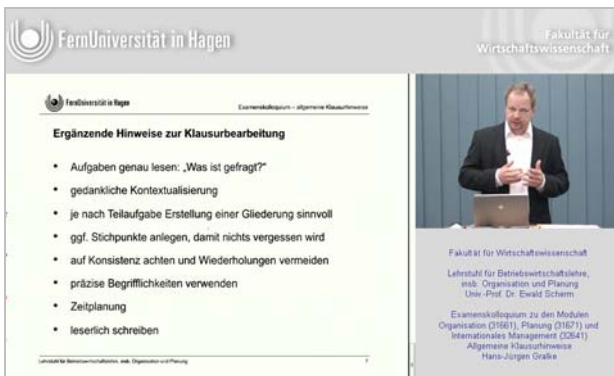 FernUniversität in Hagen
Fakultät für
Wirtschaftswissenschaft
FernUniversität in Hagen
Examenskolloquium – allgemeine Klausurhinweise
Ergänzende Hinweise zur Klausurbearbeitung
• Aufgaben genau lesen: „Was ist gefragt?"
• gedankliche Kontextualisierung
• je nach Teilaufgabe Erstellung einer Gliederung sinnvoll
• ggf. Stichpunkte anlegen, damit nichts vergessen wird
• auf Konsistenz achten und Wiederholungen vermeiden
• präzise Begrifflichkeiten verwenden
• Zeitplanung
• leserlich schreiben
Lehrstuhl für Betriebswirtschaftslehre, insb. Organisation und Planung
7
Fakultät für Wirtschaftswissenschaft
Lehrstuhl für Betriebswirtschaftslehre,
insb. Organisation und Planung
Univ.-Prof. Dr. Ewald Scherm
Examenskolloquium zu den Modulen
Organisation (31661), Planung (31671) und
Internationales Management (32641)
Allgemeine Klausurhinweise
Hans-Jürgen Gralke